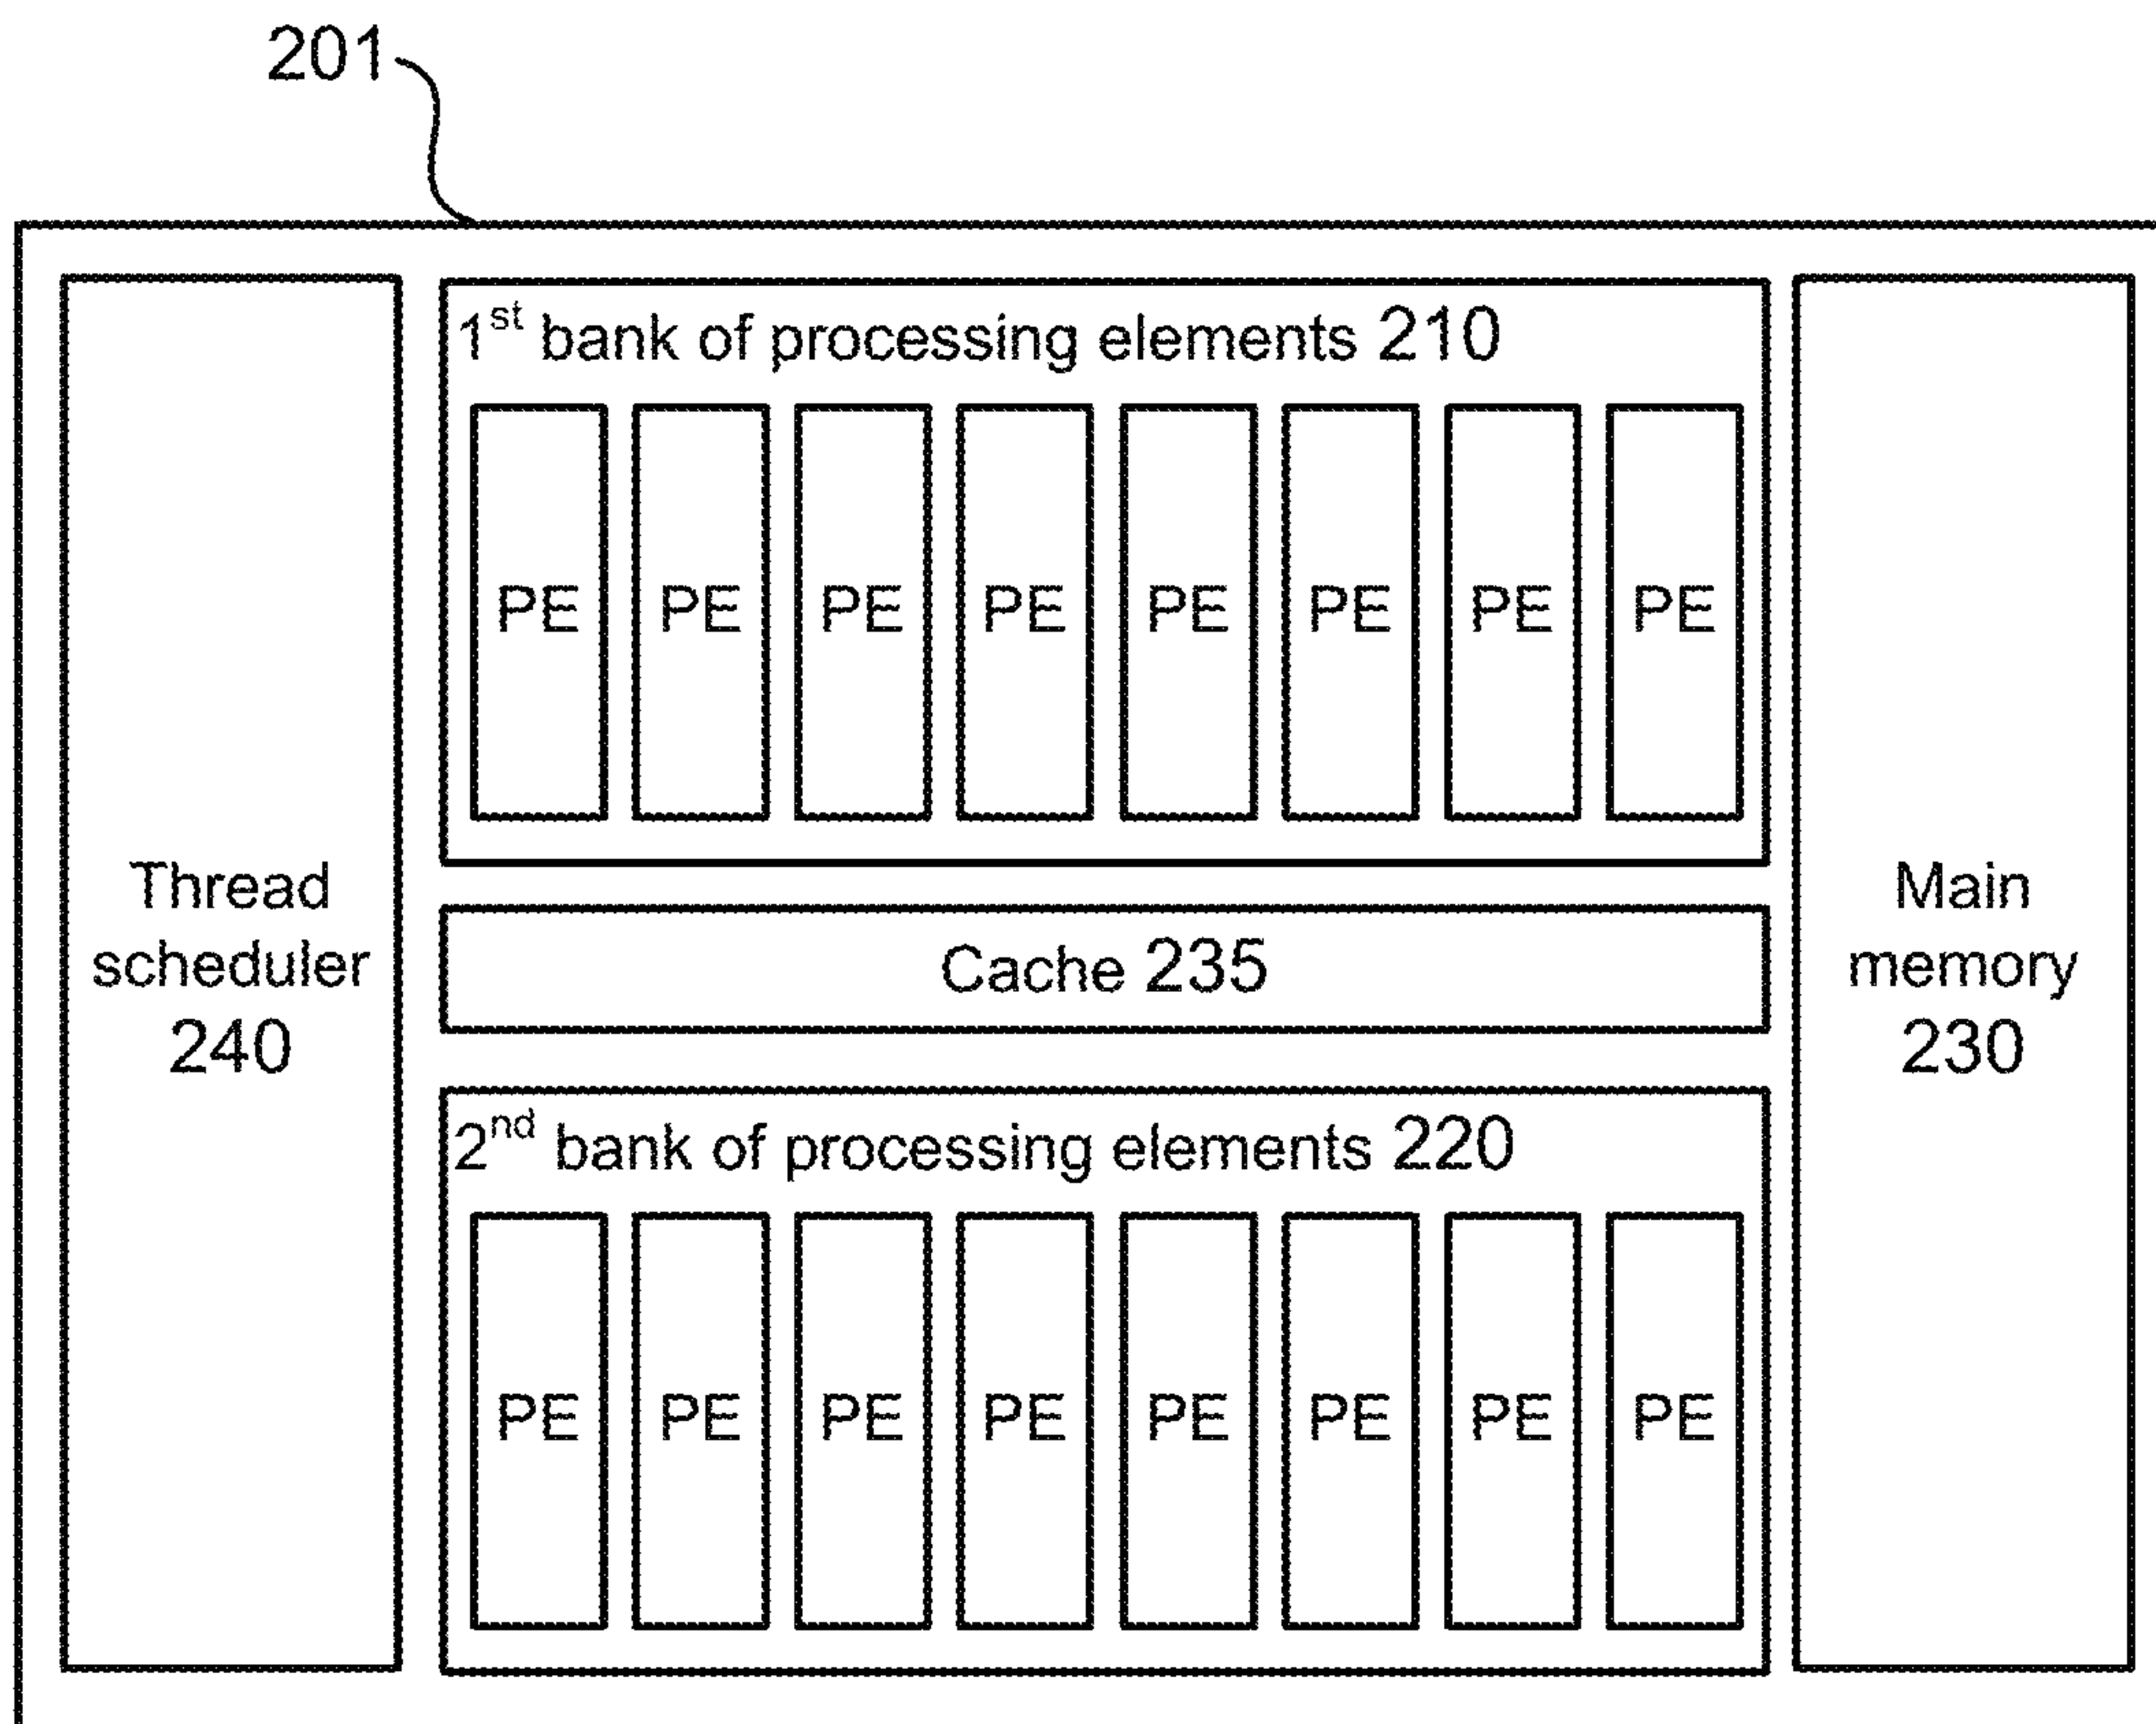 201
1st bank of processing elements 210
PE PE PE PE PE PE PE PE
Thread
scheduler
240
Cache 235
Main
memory
230
2nd bank of processing elements 220
PE PE PE PE PE PE PE PE